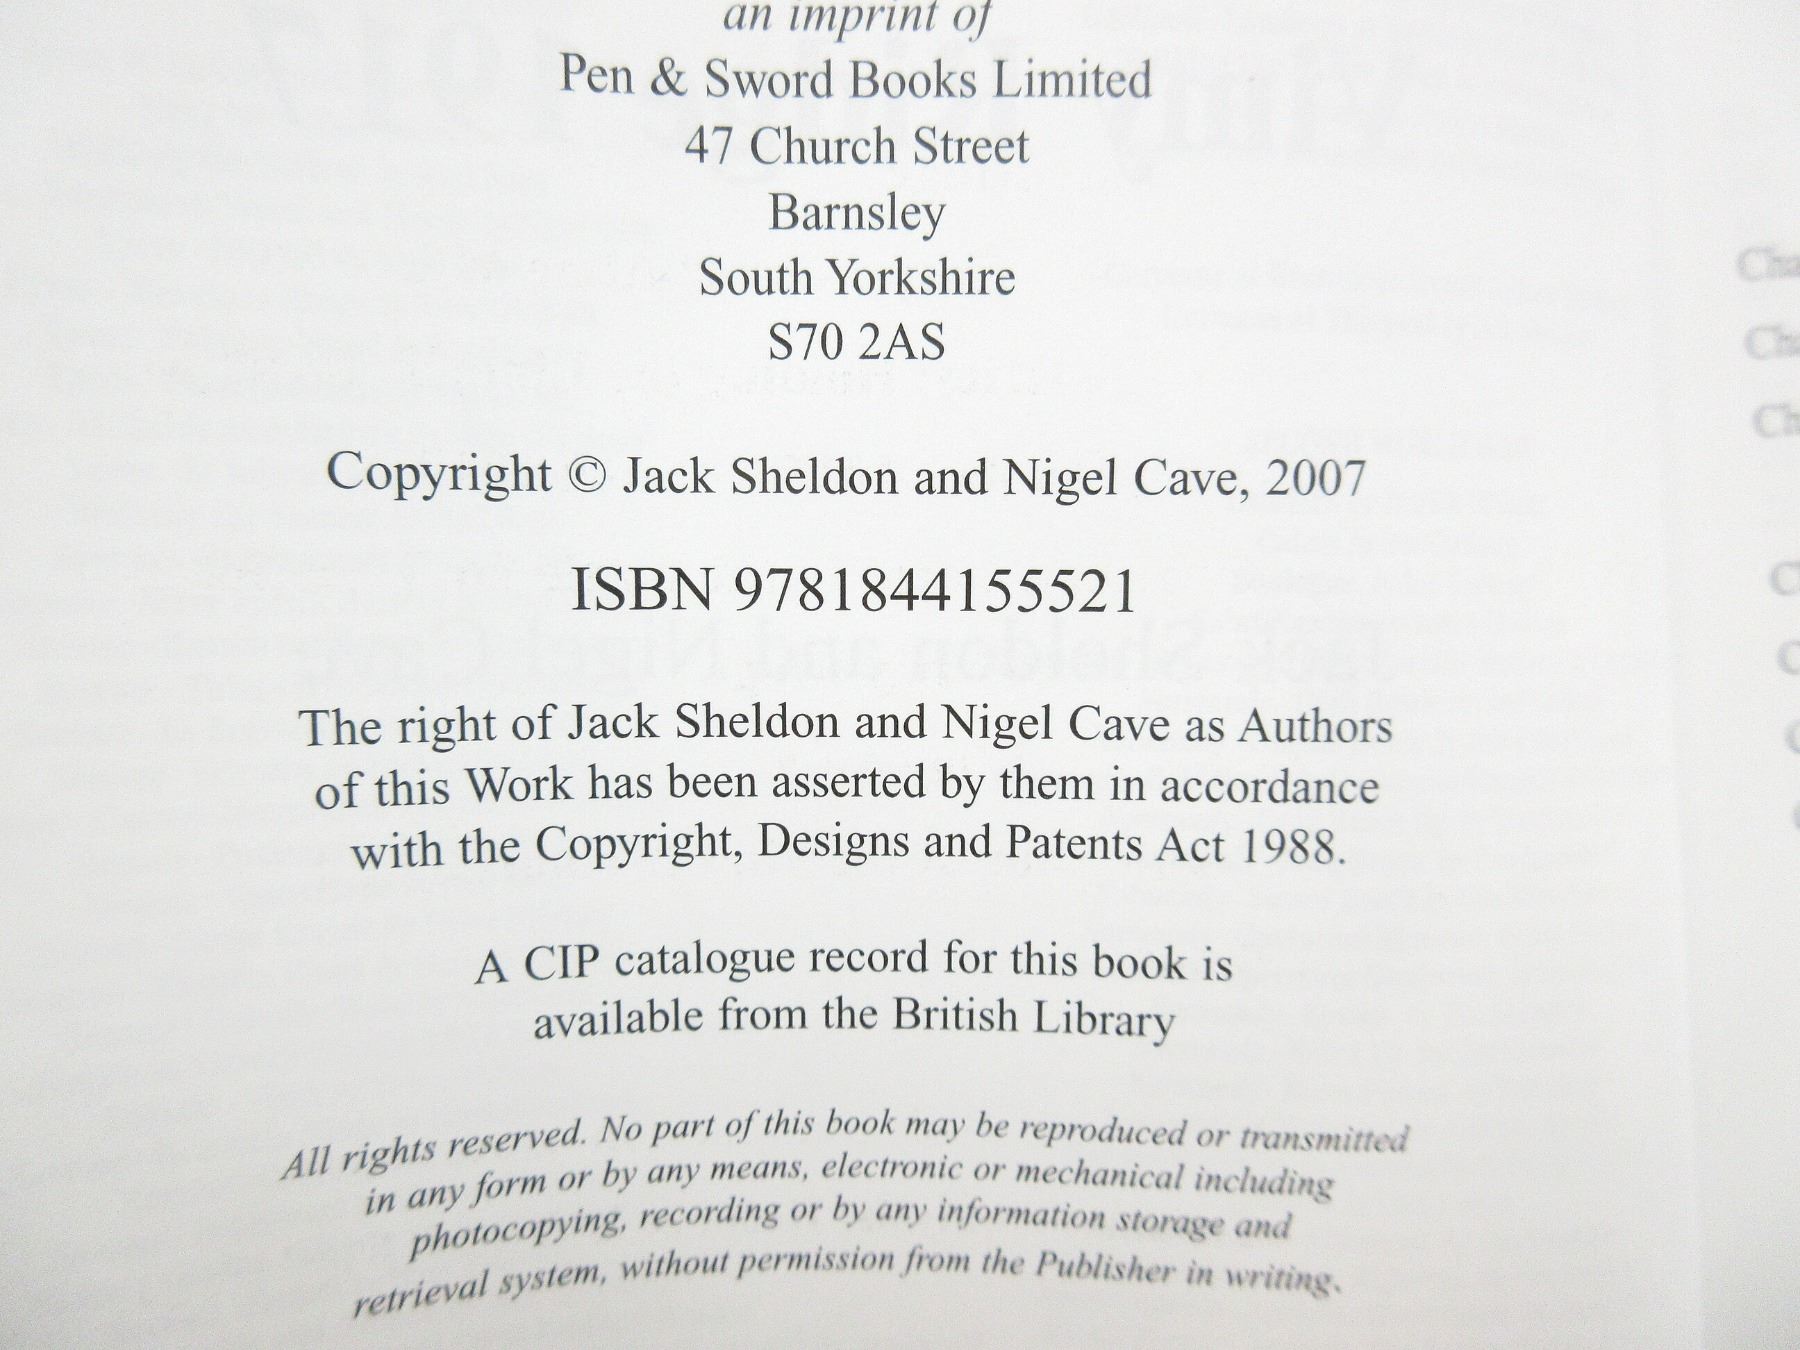 an imprint of
Pen & Sword Books Limited
47 Church Street
Barnsley
South Yorkshire
S70 2AS
Copyright © Jack Sheldon and Nigel Cave, 2007
ISBN 9781844155521
The right of Jack Sheldon and Nigel Cave as Authors
of this Work has been asserted by them in accordance
with the Copyright, Designs and Patents Act 1988.
A CIP catalogue record for this book is
available from the British Library
All rights reserved. No part of this book may be reproduced or transmitted
in any form or by any means, electronic or mechanical including
photocopying, recording or by any information storage and
retrieval system, without permission from the Publisher in writing.